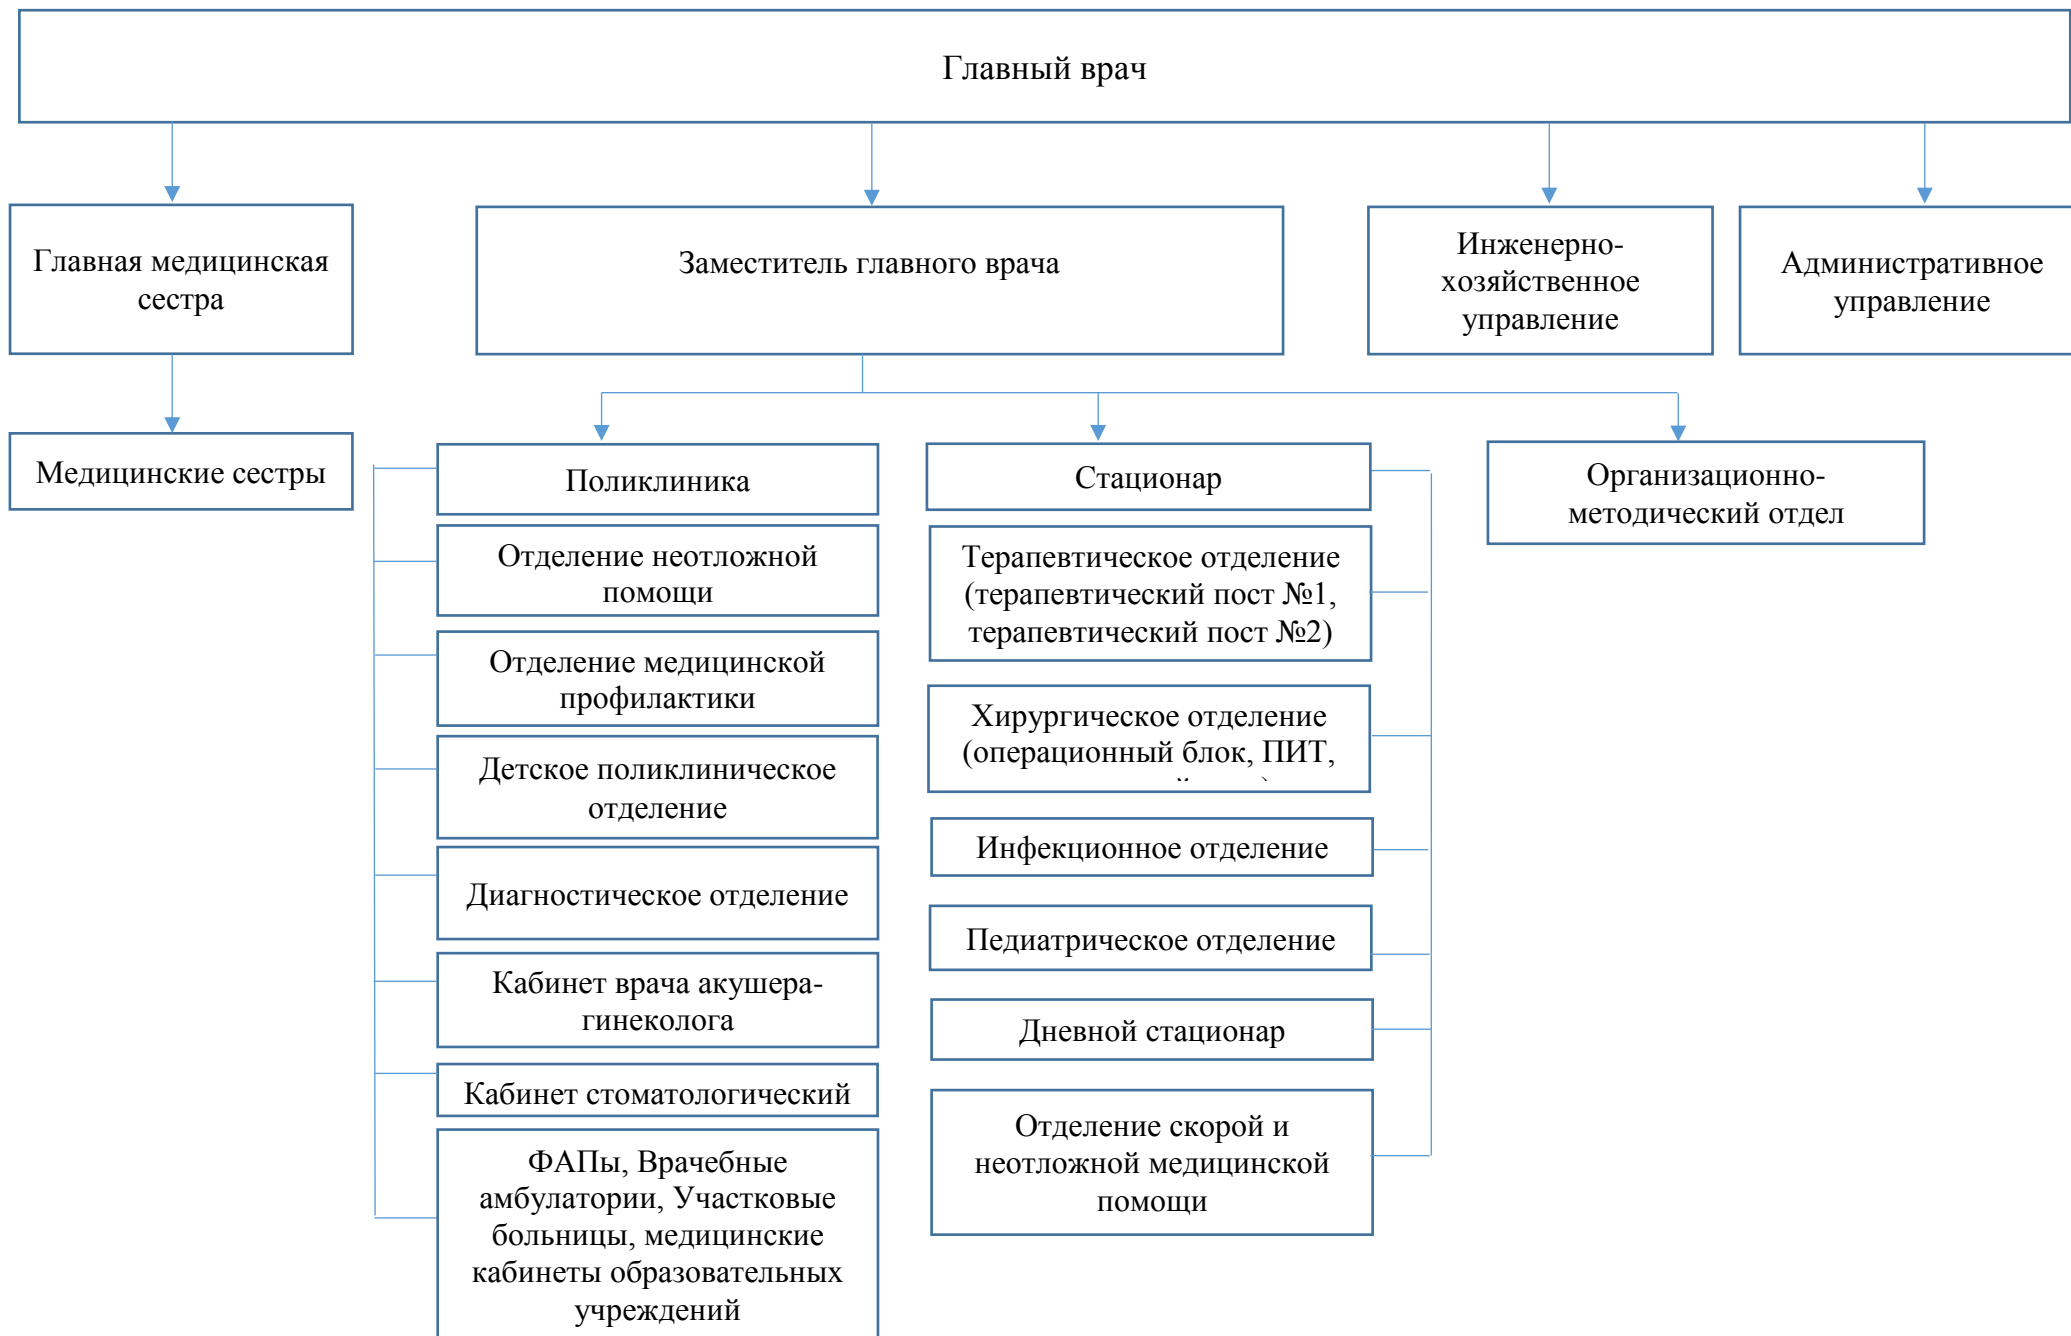 Главный врач
Главная медицинская
сестра
Заместитель главного врача
Инженерно-
хозяйственное
управление
Административное
управление
Медицинские сестры
Поликлиника
Отделение неотложной
помощи
Отделение медицинской
профилактики
Детское поликлиническое
отделение
Диагностическое отделение
Кабинет врача акушера-
гинеколога
Кабинет стоматологический
ФАПы, Врачебные
амбулатории, Участковые
больницы, медицинские
кабинеты образовательных
учреждений
Стационар
Терапевтическое отделение
(терапевтический пост №1,
терапевтический пост №2)
Хирургическое отделение
(операционный блок, ПИТ,
Инфекционное отделение
Педиатрическое отделение
Дневной стационар
Отделение скорой и
неотложной медицинской
помощи
Организационно-
методический отдел